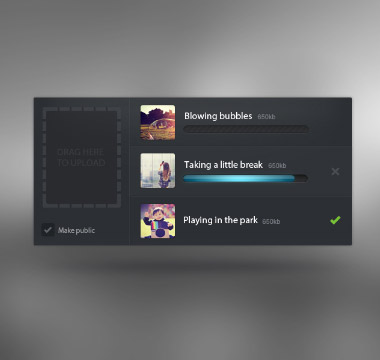 Blowing bubbles 650kb
DRAG HERE
TO UPLOAD
Taking a little break 650kb
Playing in the park 650kb
Make public